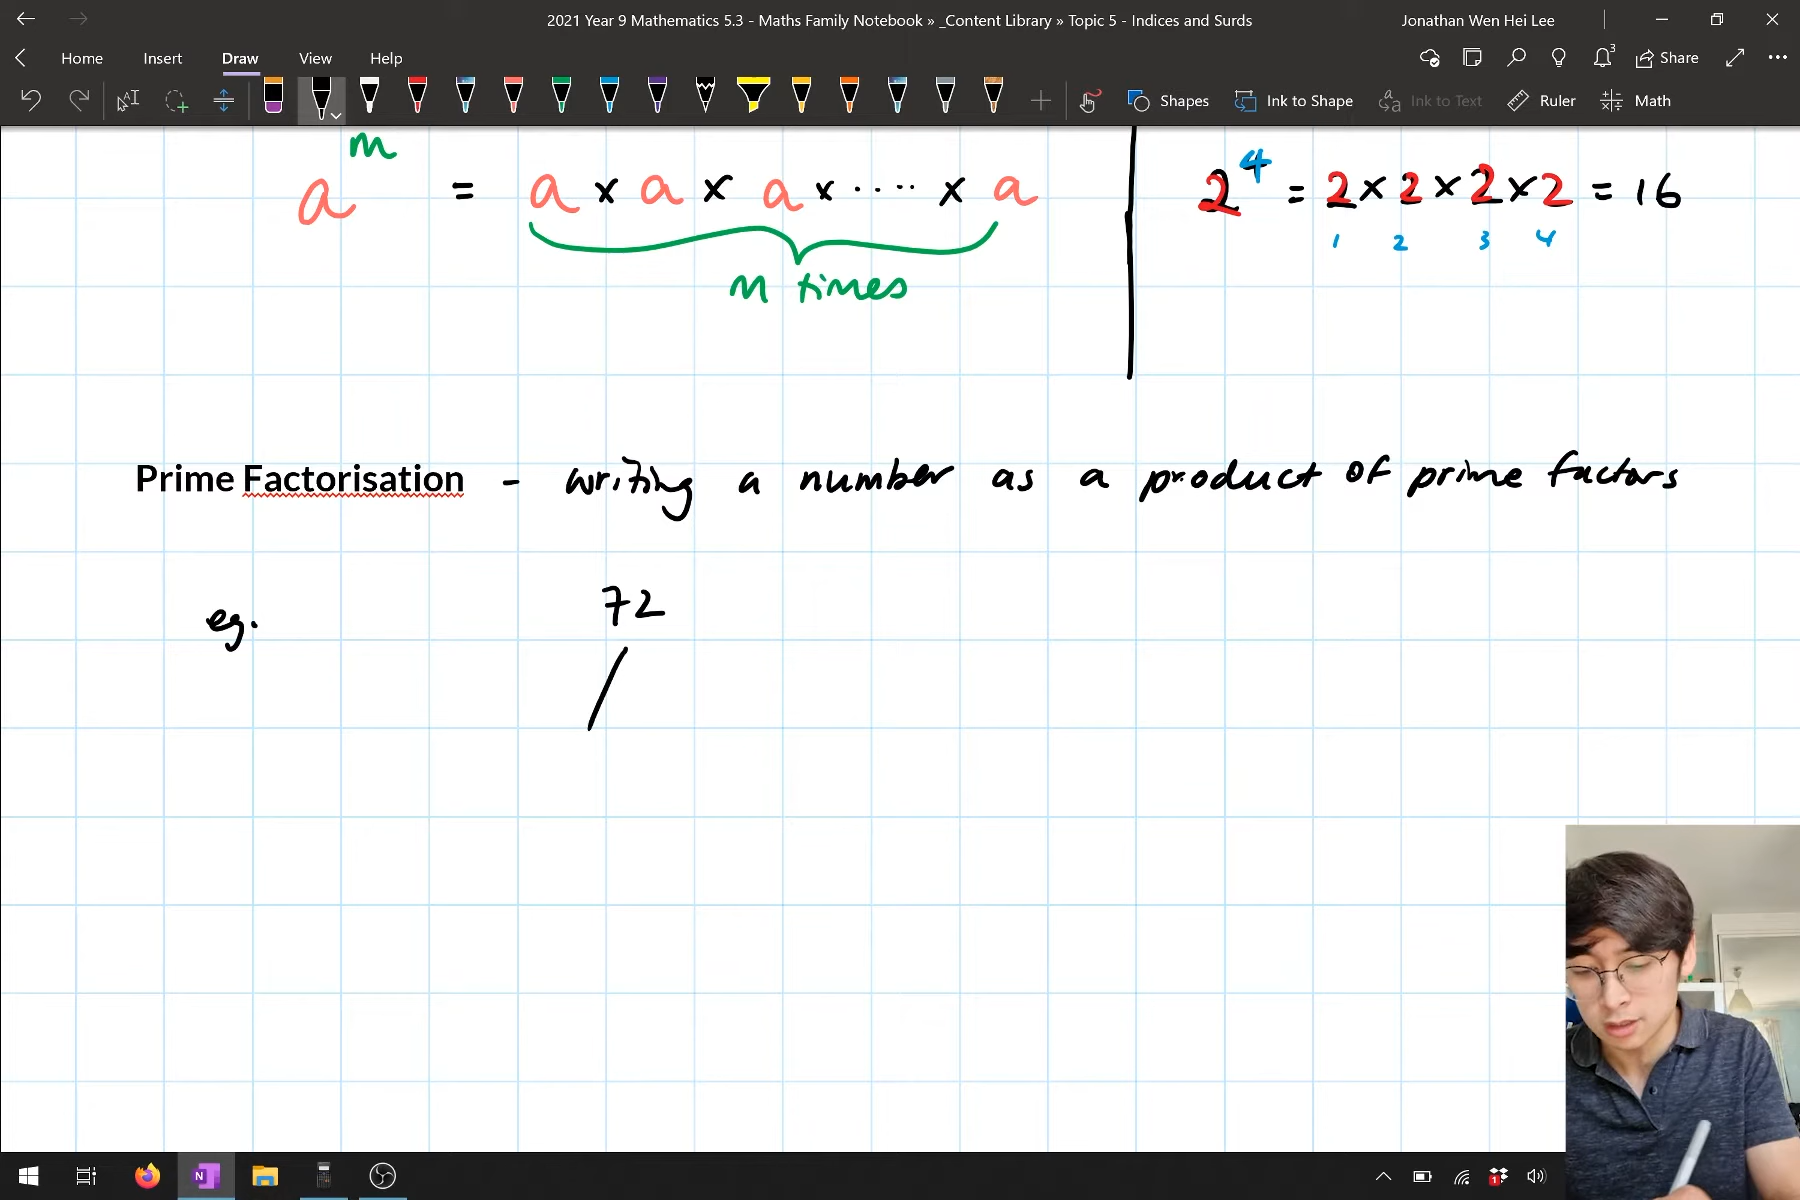 2021 Year 9 Mathematics 5.3 - Maths Family Notebook » _Content Library » Topic 5 - Indices and Surds
Jonathan Wen Hei Lee
Home Insert Draw View Help
3
Share
Shapes Ink to Shape Ink to Text Ruler Math
a^m = a × a × a × ····· × a
m times
2^4 = 2 × 2 × 2 × 2 = 16
1 2 3 4
Prime Factorisation - writing a number as a product of prime factors
eg. 72
N
1